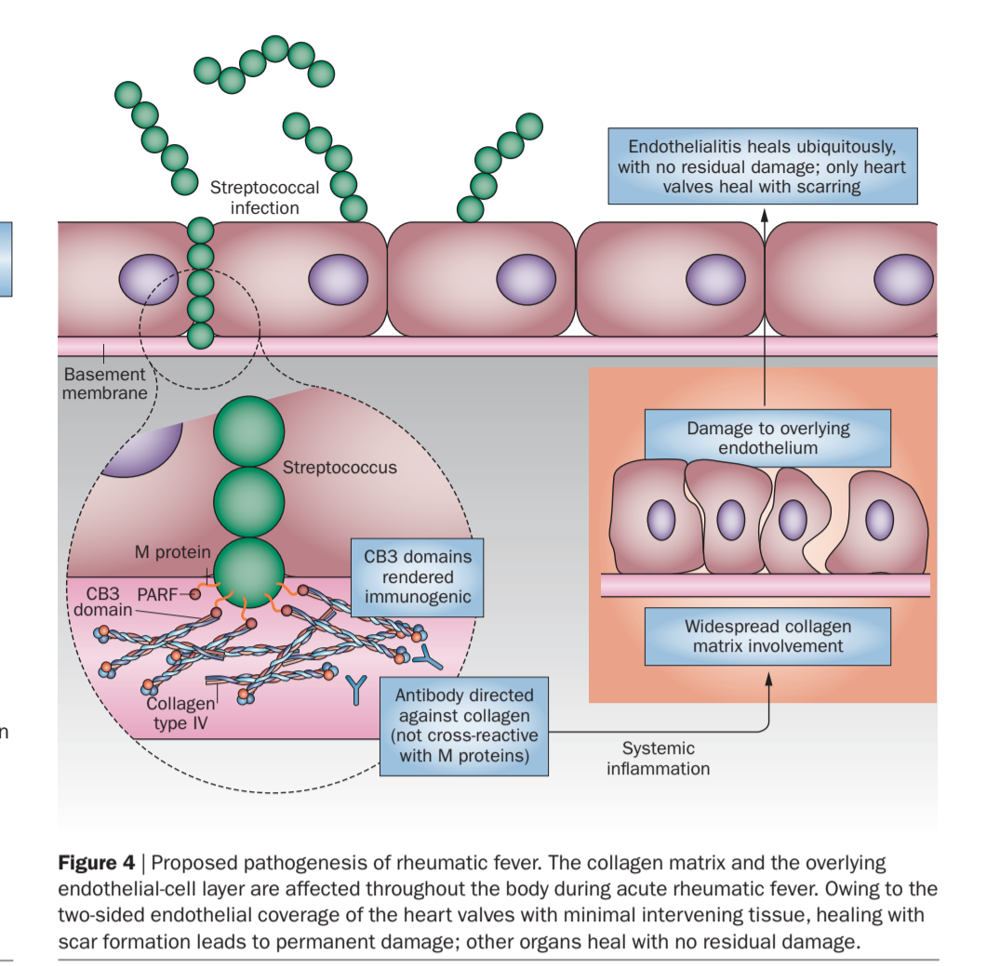 Streptococcal
infection
Endothelialitis heals ubiquitously,
with no residual damage; only heart
valves heal with scarring
Basement
membrane
Damage to overlying
endothelium
Streptococcus
M protein
CB3 domains
rendered
immunogenic
CB3
domain
PARF
Widespread collagen
matrix involvement
Collagen
type IV
Antibody directed
against collagen
(not cross-reactive
with M proteins)
Systemic
inflammation
n
Figure 4 | Proposed pathogenesis of rheumatic fever. The collagen matrix and the overlying
endothelial-cell layer are affected throughout the body during acute rheumatic fever. Owing to the
two-sided endothelial coverage of the heart valves with minimal intervening tissue, healing with
scar formation leads to permanent damage; other organs heal with no residual damage.